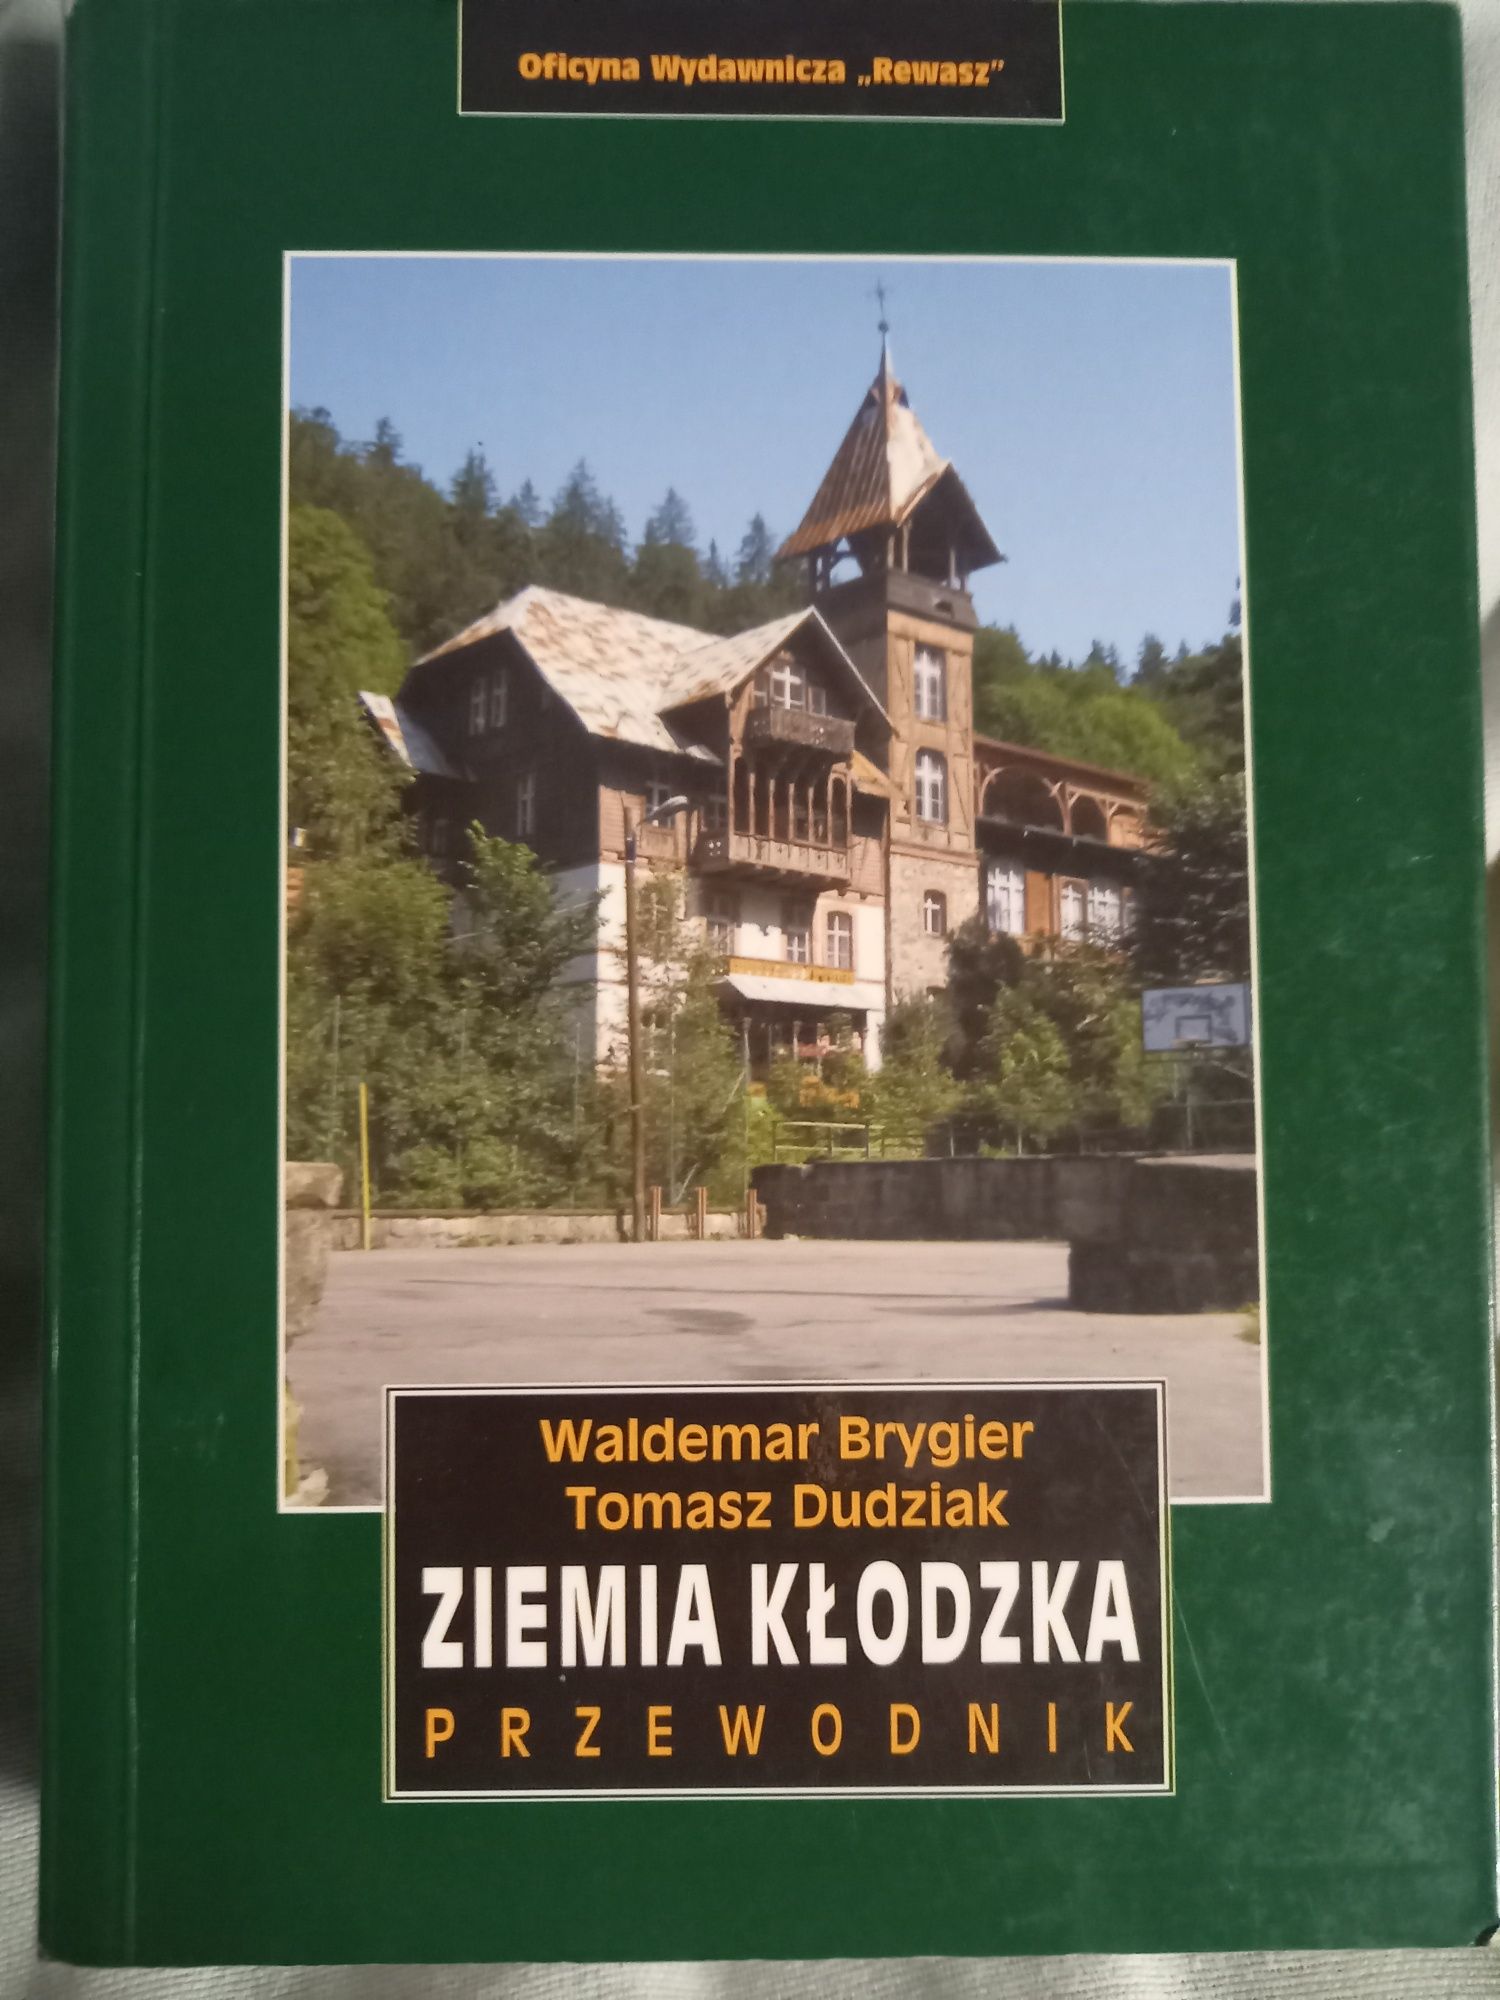 Oficyna Wydawnicza „Rewasz”
Waldemar Brygier
Tomasz Dudziak
ZIEMIA KŁODZKA
PRZEWODNIK